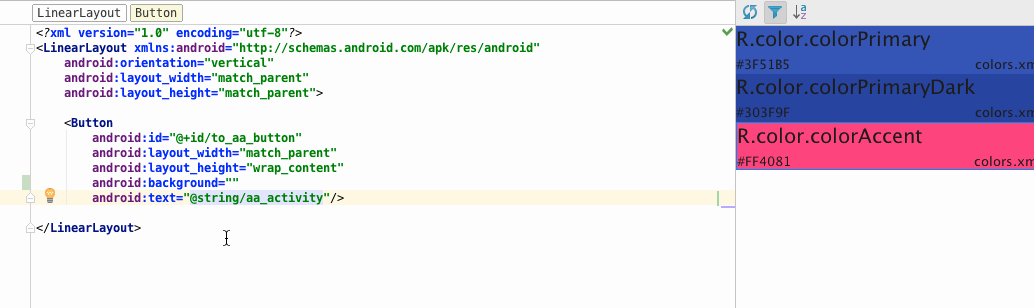 LinearLayout Button
<?xml version="1.0" encoding="utf-8"?>
<LinearLayout xmlns:android="http://schemas.android.com/apk/res/android"
    android:orientation="vertical"
    android:layout_width="match_parent"
    android:layout_height="match_parent">
    <Button
        android:id="@+id/to_aa_button"
        android:layout_width="match_parent"
        android:layout_height="wrap_content"
        android:background=""
        android:text="@string/aa_activity"/>
</LinearLayout>
R.color.colorPrimary
#3F51B5 colors.xm
R.color.colorPrimaryDark
#303F9F colors.xm
R.color.colorAccent
#FF4081 colors.xm